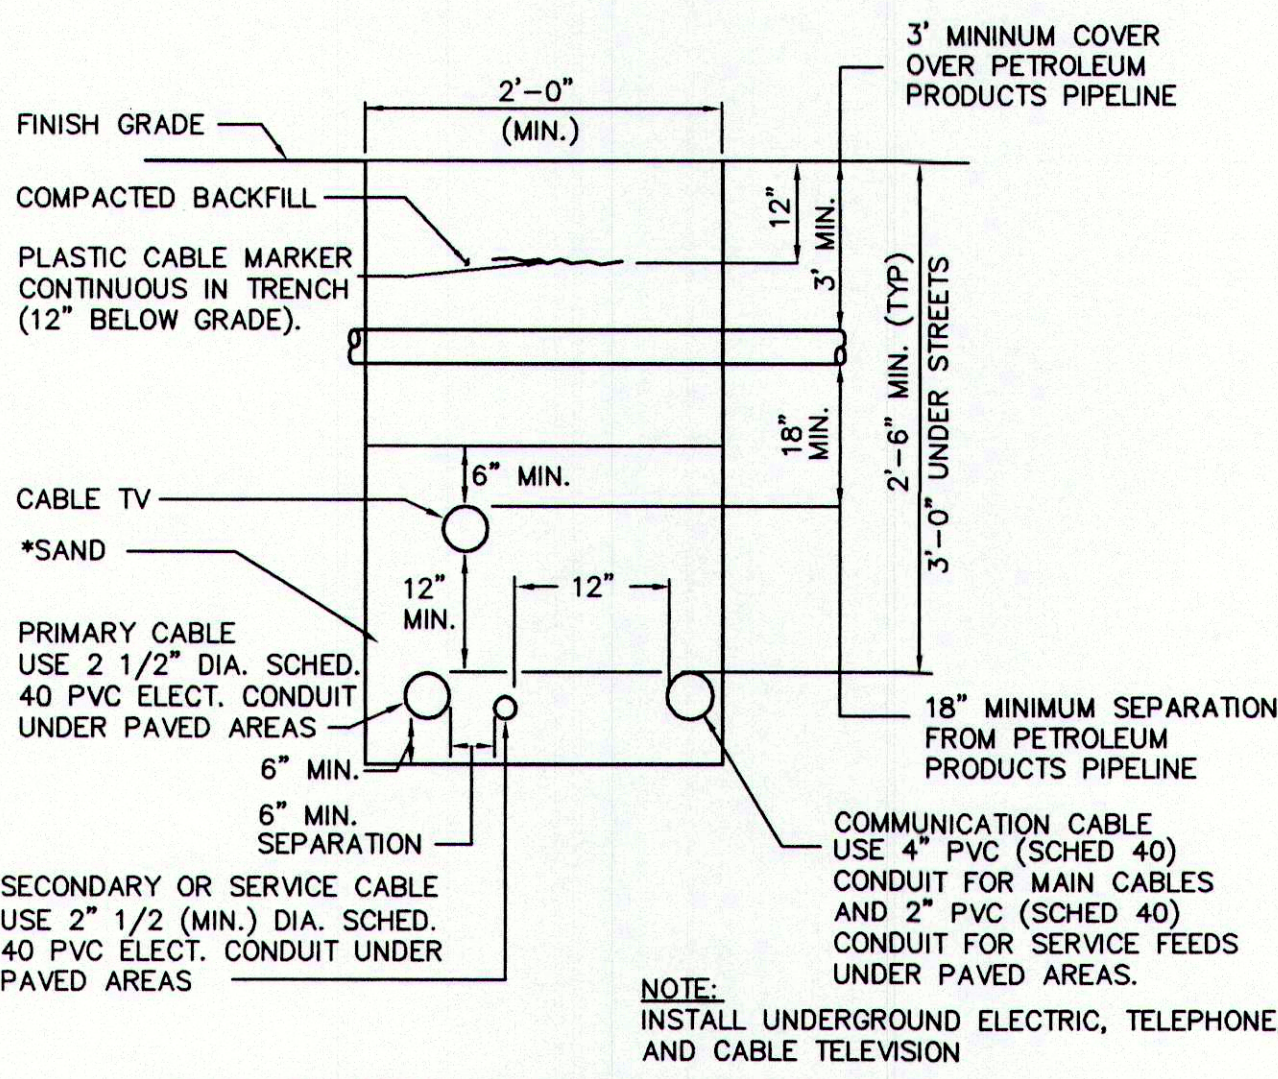 3' MININUM COVER
OVER PETROLEUM
PRODUCTS PIPELINE
2'-0"
(MIN.)
FINISH GRADE
COMPACTED BACKFILL
PLASTIC CABLE MARKER
CONTINUOUS IN TRENCH
(12" BELOW GRADE).
12"
3' MIN.
2'-6" MIN. (TYP)
3'-0" UNDER STREETS
18"
MIN.
6" MIN.
CABLE TV
*SAND
12"
MIN.
12"
PRIMARY CABLE
USE 2 1/2" DIA. SCHED.
40 PVC ELECT. CONDUIT
UNDER PAVED AREAS
6" MIN.
6" MIN.
SEPARATION
18" MINIMUM SEPARATION
FROM PETROLEUM
PRODUCTS PIPELINE
SECONDARY OR SERVICE CABLE
USE 2" 1/2 (MIN.) DIA. SCHED.
40 PVC ELECT. CONDUIT UNDER
PAVED AREAS
COMMUNICATION CABLE
USE 4" PVC (SCHED 40)
CONDUIT FOR MAIN CABLES
AND 2" PVC (SCHED 40)
CONDUIT FOR SERVICE FEEDS
UNDER PAVED AREAS.
NOTE:
INSTALL UNDERGROUND ELECTRIC, TELEPHONE
AND CABLE TELEVISION